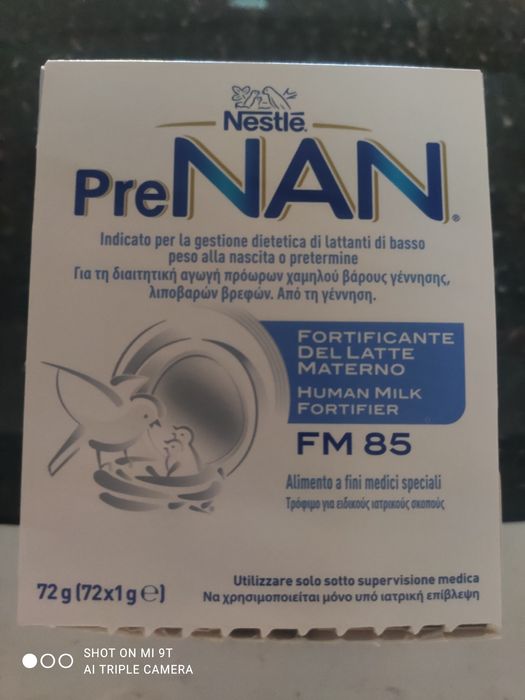 Nestlé.
PreNAN®
Indicato per la gestione dietetica di lattanti di basso
peso alla nascita o pretermine
Για τη διαιτητική αγωγή πρόωρων χαμηλού βάρους γέννησης,
λιποβαρών βρεφών. Από τη γέννηση.
FORTIFICANTE
DEL LATTE
MATERNO
HUMAN MILK
FORTIFIER
FM 85
Alimento a fini medici speciali
Τρόφιμο για ειδικούς ιατρικούς σκοπούς
72 g (72x1 g ℮)
Utilizzare solo sotto supervisione medica
Να χρησιμοποιείται μόνο υπό ιατρική επίβλεψη
SHOT ON MI 9T
AI TRIPLE CAMERA